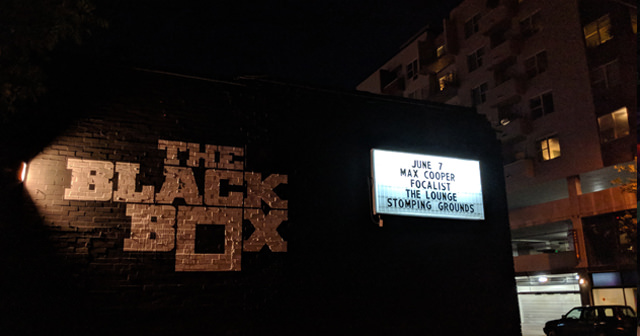 THE
BLACK
BOX
JUNE 7
MAX COOPER
FOCALIST
THE LOUNGE
STOMPING GROUNDS